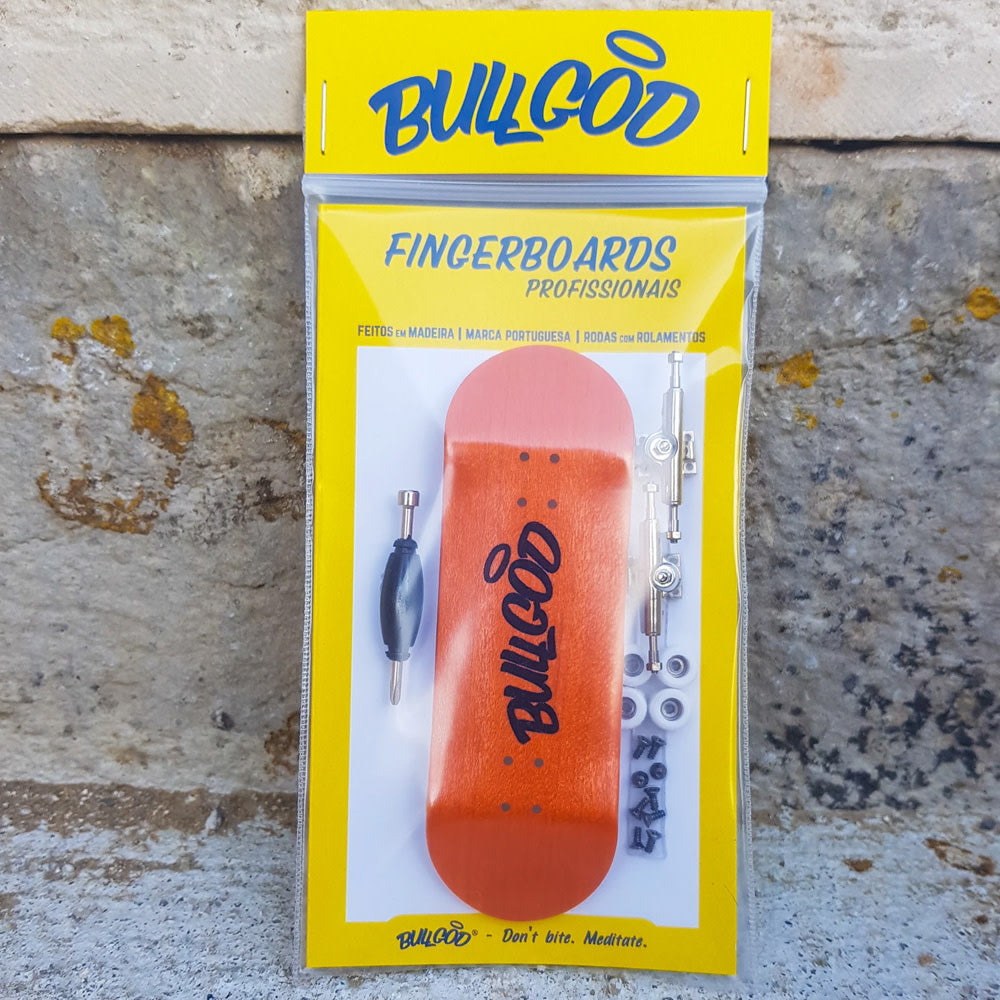 BULLGOD
FINGERBOARDS
PROFISSIONAIS
FEITOS EM MADEIRA | MARCA PORTUGUESA | RODAS COM ROLAMENTOS
BULLGOD
BULLGOD® - Don't bite. Meditate.